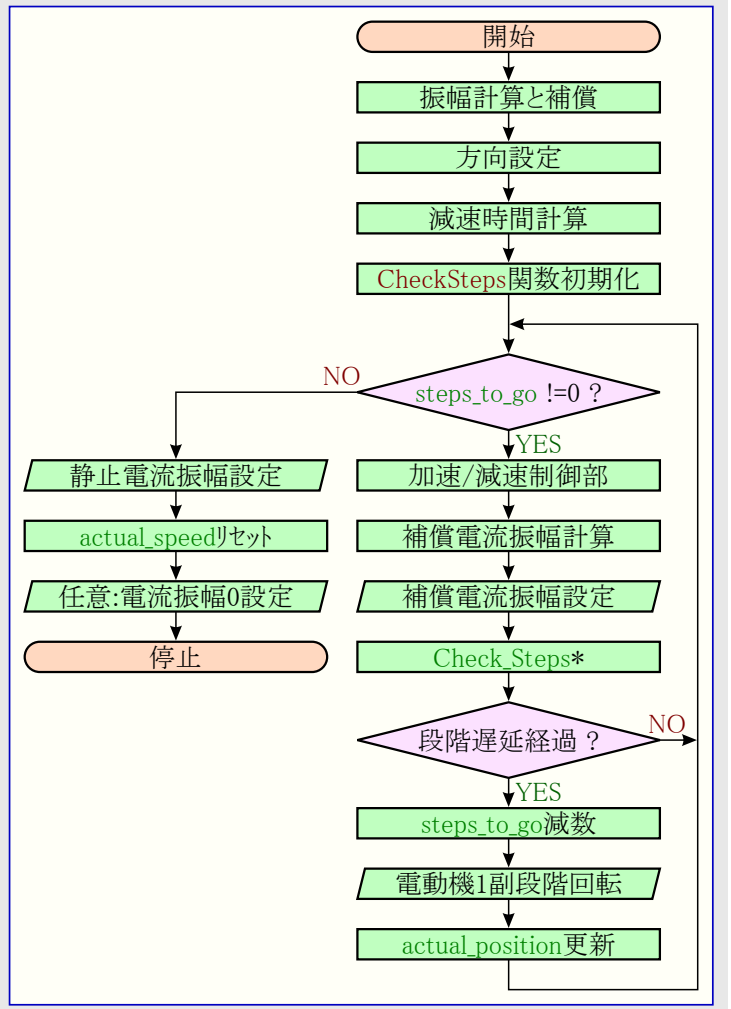 開始
振幅計算と補償
方向設定
減速時間計算
CheckSteps関数初期化
steps_to_go !=0 ?
NO
YES
静止電流振幅設定
actual_speedリセット
任意:電流振幅0設定
停止
加速/減速制御部
補償電流振幅計算
補償電流振幅設定
Check_Steps*
段階遅延経過 ?
NO
YES
steps_to_go減数
電動機1副段階回転
actual_position更新